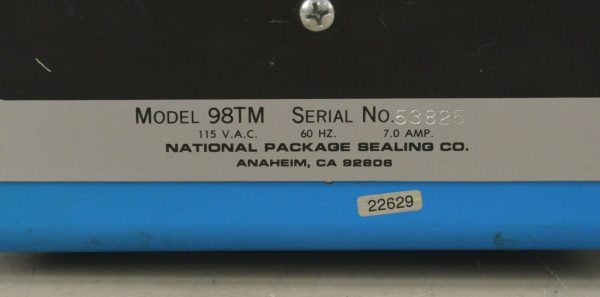 MODEL 98TM SERIAL NO. 53825
115 V.A.C. 60 HZ. 7.0 AMP.
NATIONAL PACKAGE SEALING CO.
ANAHEIM, CA 92806
22629